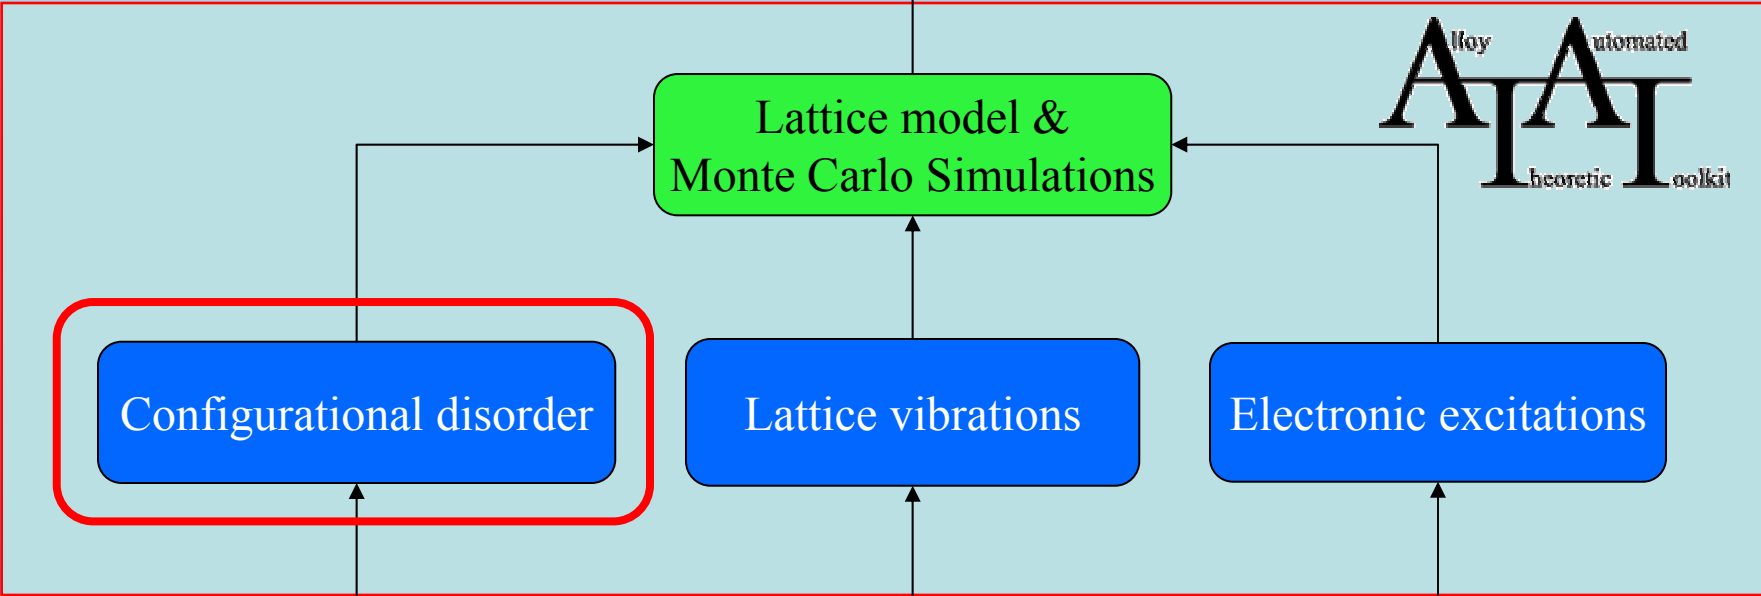 Alloy Automated
Theoretic Toolkit
Lattice model &
Monte Carlo Simulations
Configurational disorder
Lattice vibrations
Electronic excitations